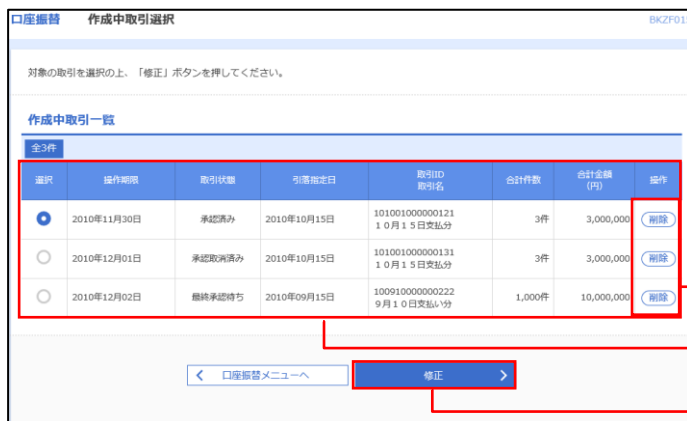 口座振替 作成中取引選択 BKZF01
対象の取引を選択の上、「修正」ボタンを押してください。
作成中取引一覧
全3件
選択 操作期限 取引状態 引落指定日 取引ID 取引名 合計件数 合計金額 (円) 操作
2010年11月30日 承認済み 2010年10月15日 101001000000121 3件 3,000,000 削除
10月15日支払分
2010年12月01日 承認取消済み 2010年10月15日 101001000000131 3件 3,000,000 削除
10月15日支払分
2010年12月02日 最終承認待ち 2010年09月15日 100910000000222 1,000件 10,000,000 削除
9月10日支払い分
口座振替メニューへ 修正